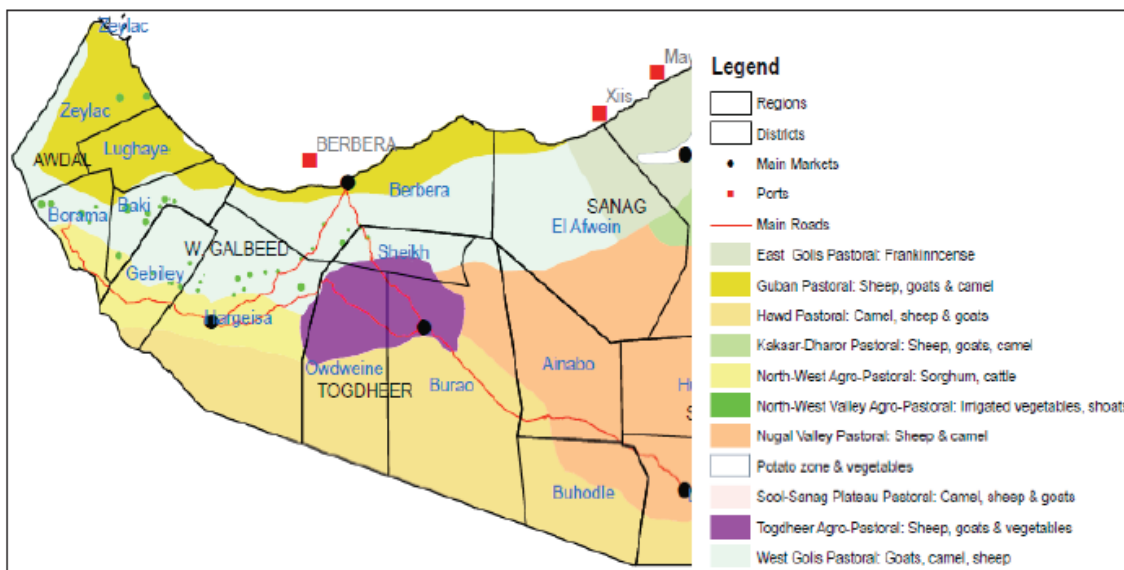 Zeylac
Zeylac
Lughaye
AWDAL
Borama
Baki
BERBERA
Berbera
Xiis
May
SANAG
El Afwein
W. GALBEED
Sheikh
Gebiley
Hargeisa
Owdweine
TOGDHEER
Burao
Ainabo
Buhodle
Legend
Regions
Districts
Main Markets
Ports
Main Roads
East Golis Pastoral: Frankinncense
Guban Pastoral: Sheep, goats & camel
Hawd Pastoral: Camel, sheep & goats
Kakaar-Dharor Pastoral: Sheep, goats, camel
North-West Agro-Pastoral: Sorghum, cattle
North-West Valley Agro-Pastoral: Irrigated vegetables, shoats
Nugal Valley Pastoral: Sheep & camel
Potato zone & vegetables
Sool-Sanag Plateau Pastoral: Camel, sheep & goats
Togdheer Agro-Pastoral: Sheep, goats & vegetables
West Golis Pastoral: Goats, camel, sheep